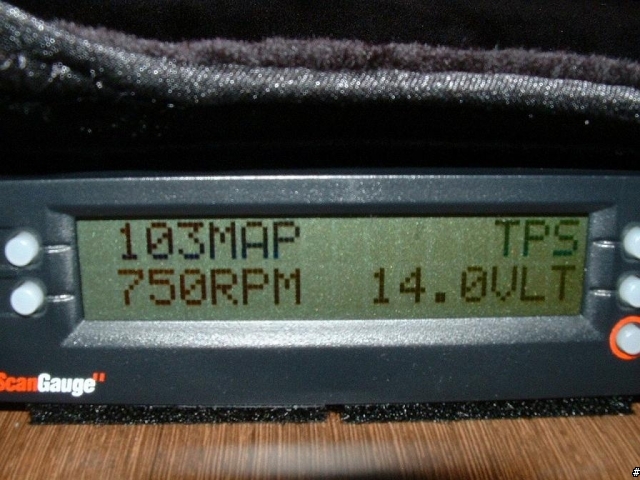 103MAP TPS
750RPM 14.0VLT
ScanGauge II
#